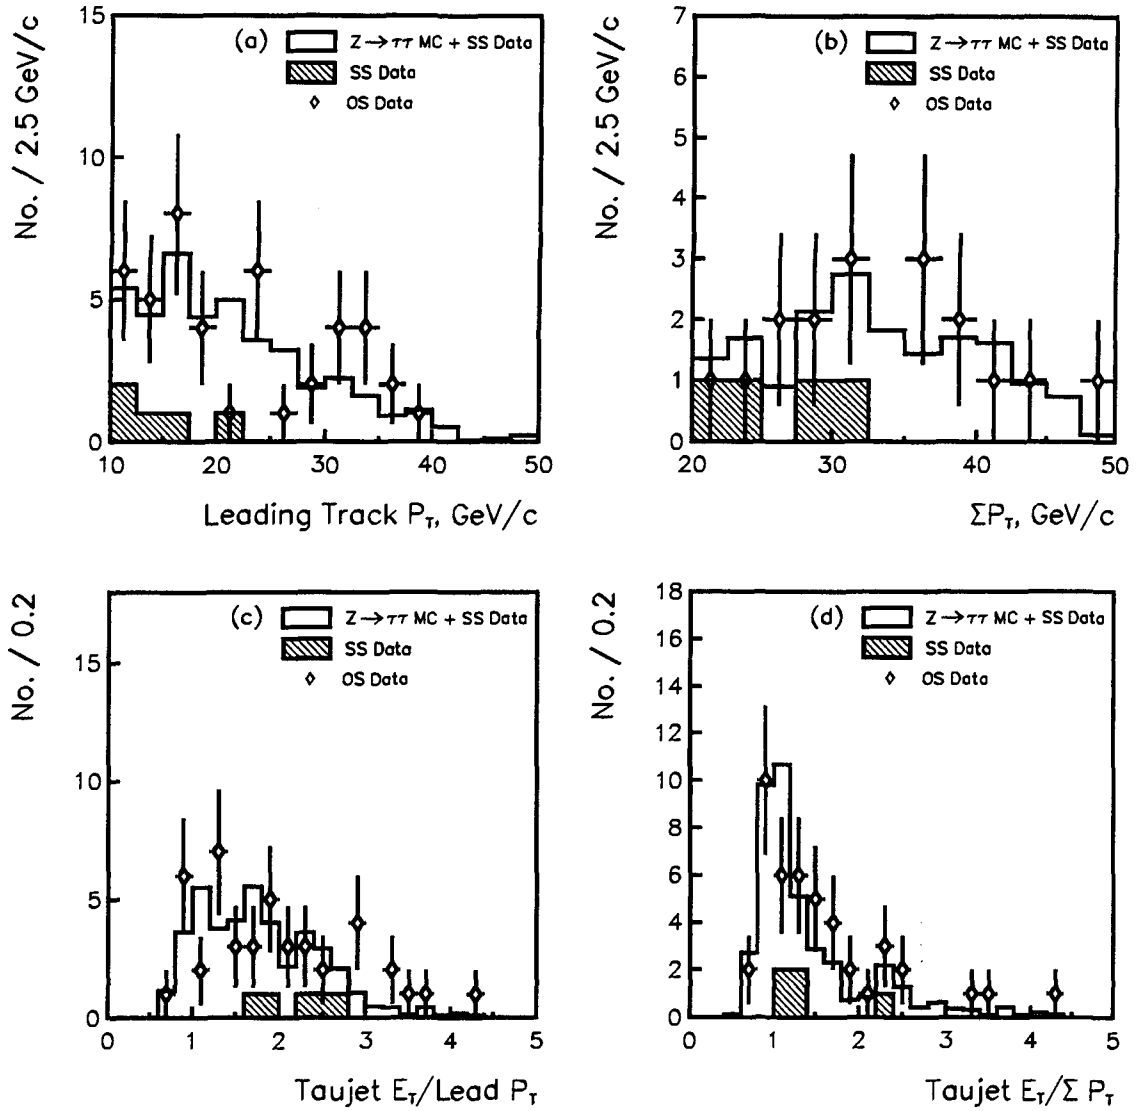 No. / 2.5 GeV/c
15
10
5
0
(a)
Z→ττ MC + SS Data
SS Data
OS Data
10 20 30 40 50
Leading Track P_T, GeV/c
No. / 2.5 GeV/c
7
6
5
4
3
2
1
0
(b)
Z→ττ MC + SS Data
SS Data
OS Data
20 30 40 50
ΣP_T, GeV/c
No. / 0.2
15
10
5
0
(c)
Z→ττ MC + SS Data
SS Data
OS Data
0 1 2 3 4 5
Taujet E_T/Lead P_T
No. / 0.2
18
16
14
12
10
8
6
4
2
0
(d)
Z→ττ MC + SS Data
SS Data
OS Data
0 1 2 3 4 5
Taujet E_T/Σ P_T